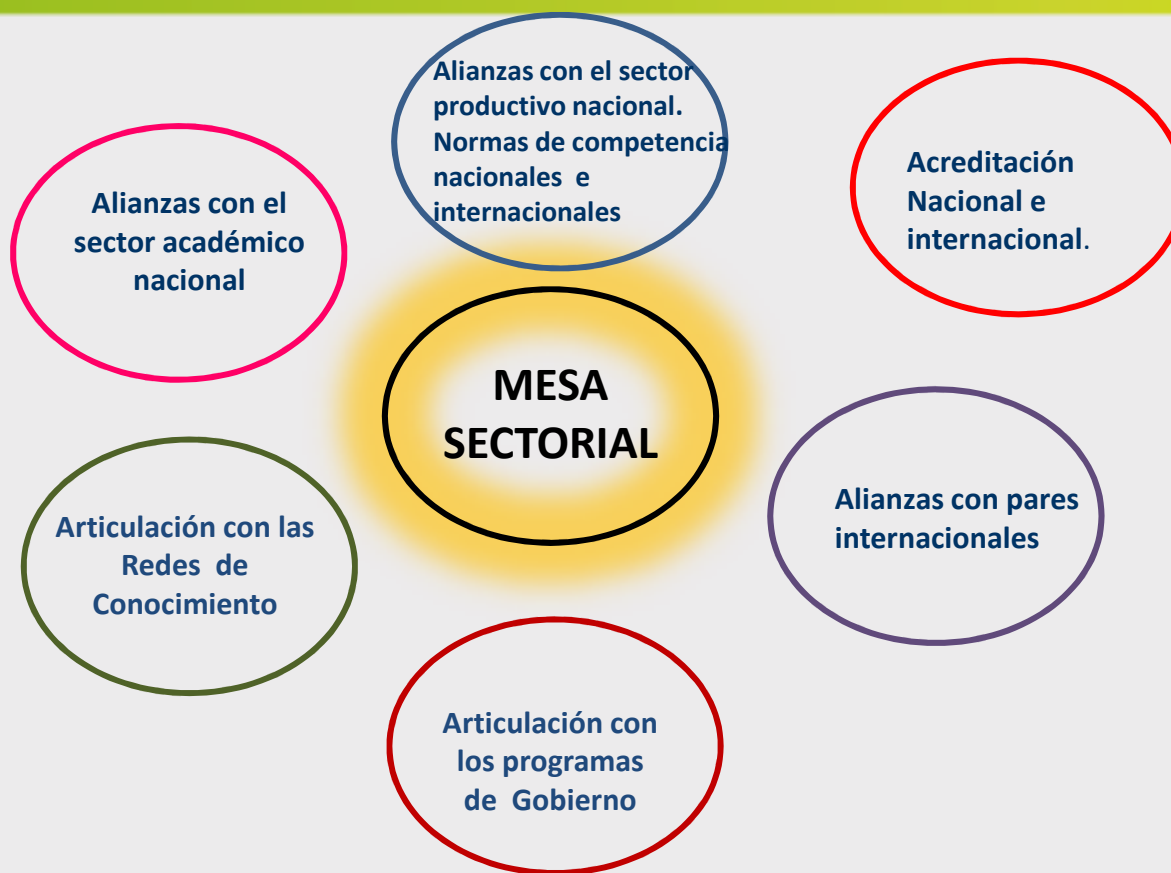 Alianzas con el sector
productivo nacional.
Normas de competencia
nacionales e
internacionales
Acreditación
Nacional e
internacional.
Alianzas con el
sector académico
nacional
MESA
SECTORIAL
Alianzas con pares
internacionales
Articulación con las
Redes de
Conocimiento
Articulación con
los programas
de Gobierno